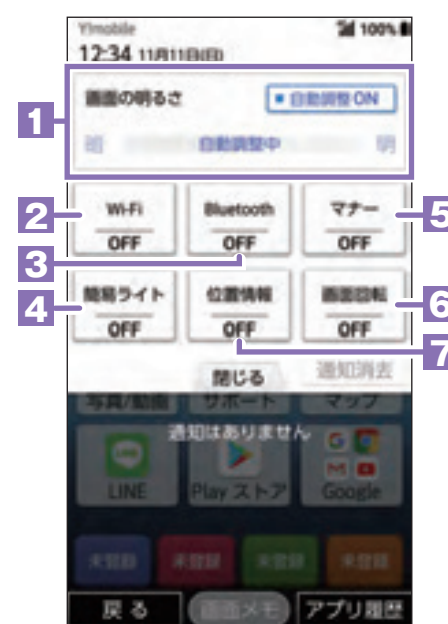 Y!mobile 100%
12:34 11月11日(日)
画面の明るさ 自動調整 ON
1
暗 自動調整中 明
2 Wi-Fi Bluetooth マナー 5
OFF OFF OFF
3
4 簡易ライト 位置情報 画面回転 6
OFF OFF OFF
7
閉じる 通知消去
写真/動画 サポート マップ
通知はありません
LINE Play ストア Google
未登録 未登録 未登録 未登録
戻る 画面メモ アプリ履歴